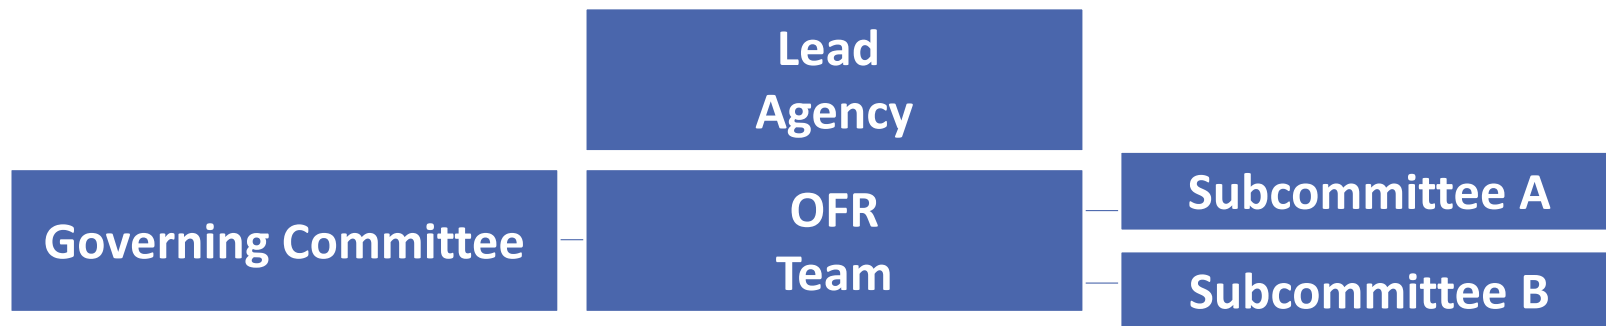 Lead
Agency
Governing Committee
OFR
Team
Subcommittee A
Subcommittee B